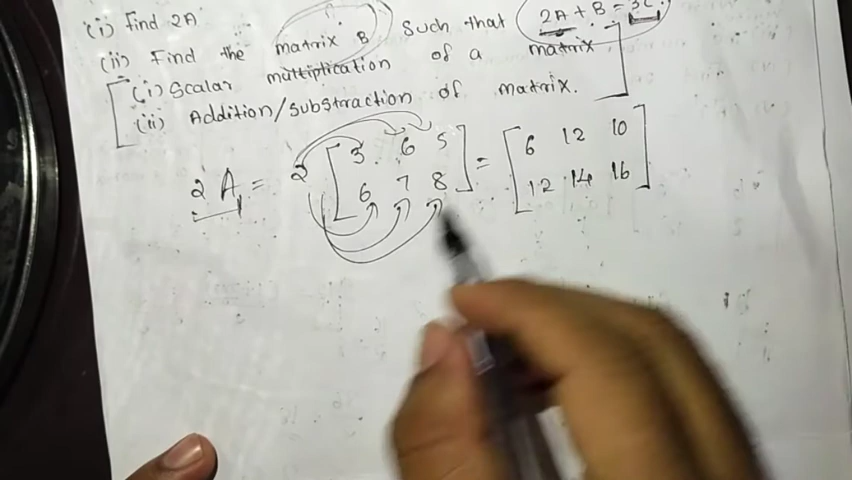 (i) Find 2A
(ii) Find the matrix B such that 2A + B = 3C.
(i) Scalar multiplication of a matrix
(ii) Addition/Substraction of matrix.
2A = 2 [3 6 5 = [6 12 10
6 7 8] 12 14 16]